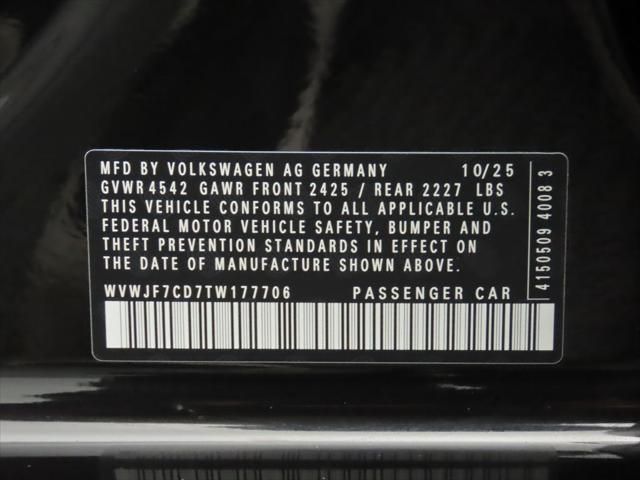 MFD BY VOLKSWAGEN AG GERMANY 10/25
GVWR 4542 GAWR FRONT 2425 / REAR 2227 LBS
THIS VEHICLE CONFORMS TO ALL APPLICABLE U.S.
FEDERAL MOTOR VEHICLE SAFETY, BUMPER AND
THEFT PREVENTION STANDARDS IN EFFECT ON
THE DATE OF MANUFACTURE SHOWN ABOVE.
WVWJF7CD7TW177706 PASSENGER CAR
4150509 4008 3